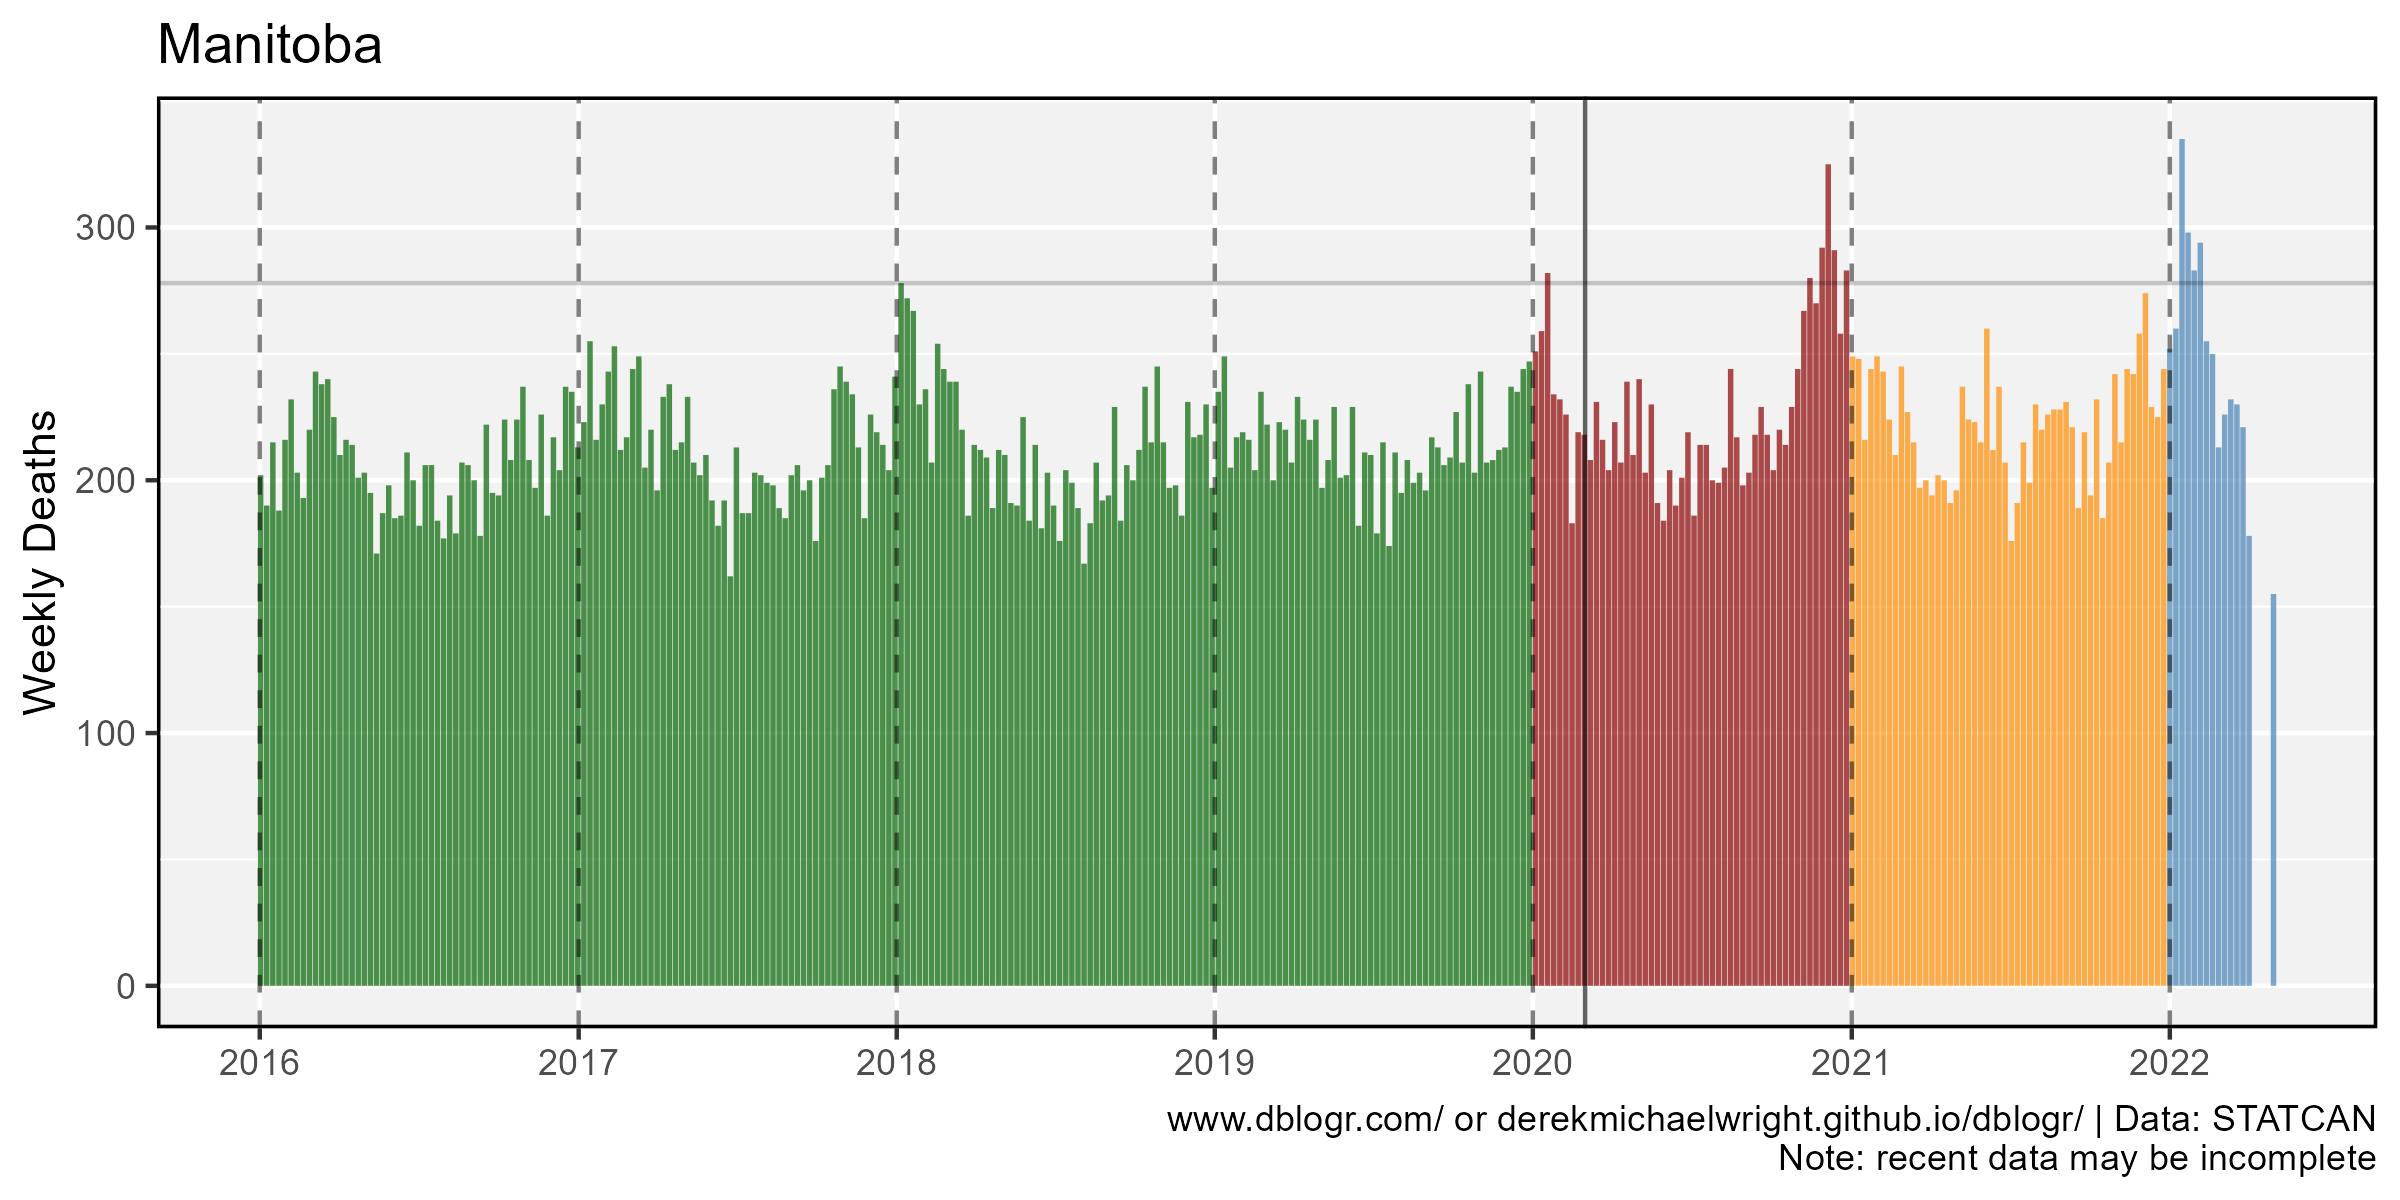 Manitoba
Weekly Deaths
300
200
100
0
2016 2017 2018 2019 2020 2021 2022
www.dblogr.com/ or derekmichaelwright.github.io/dblogr/ | Data: STATCAN
Note: recent data may be incomplete